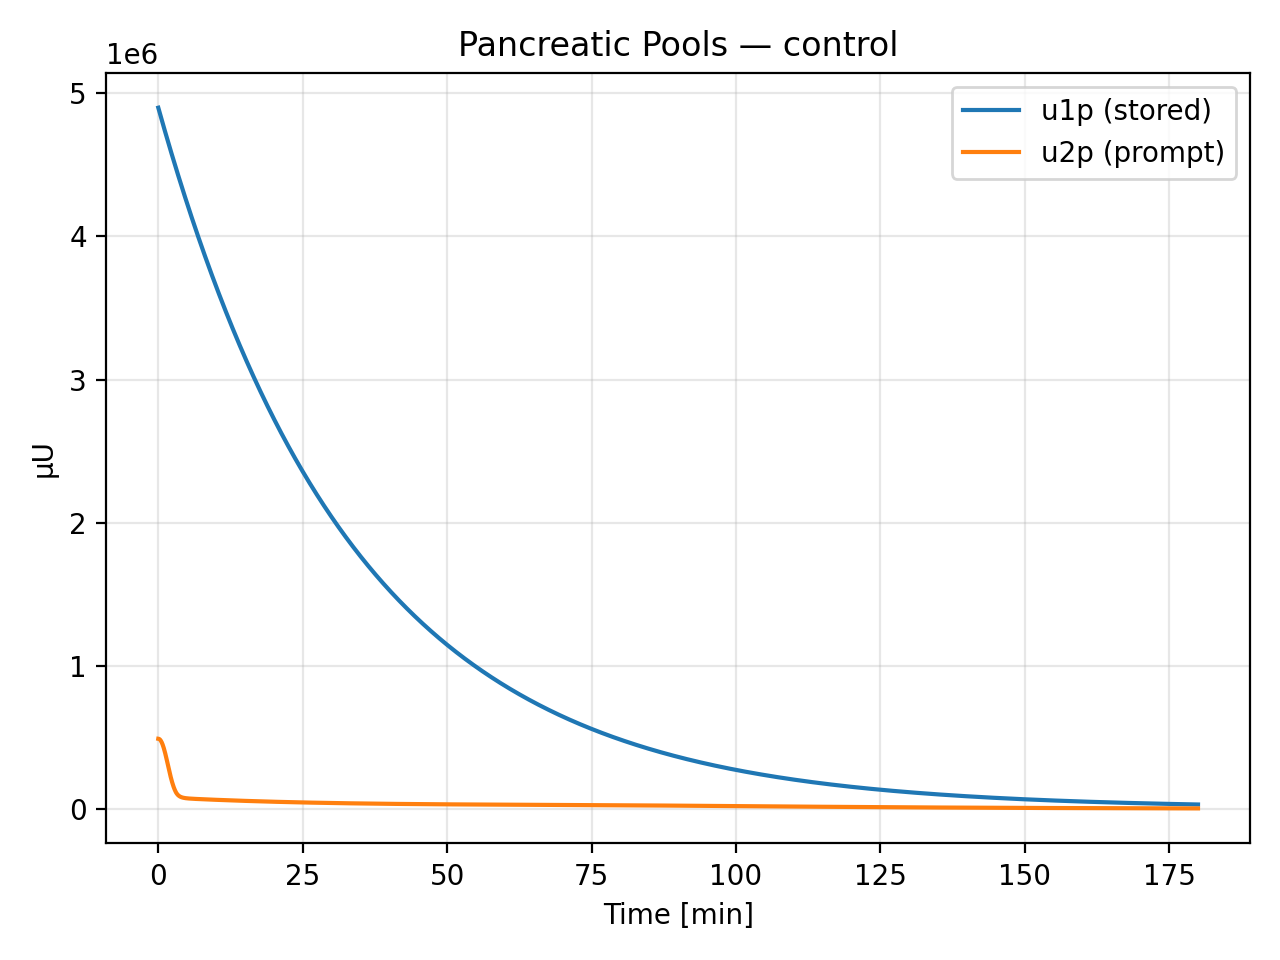 Pancreatic Pools — control
1e6
5
4
3
2
1
0
µU
u1p (stored)
u2p (prompt)
0 25 50 75 100 125 150 175
Time [min]